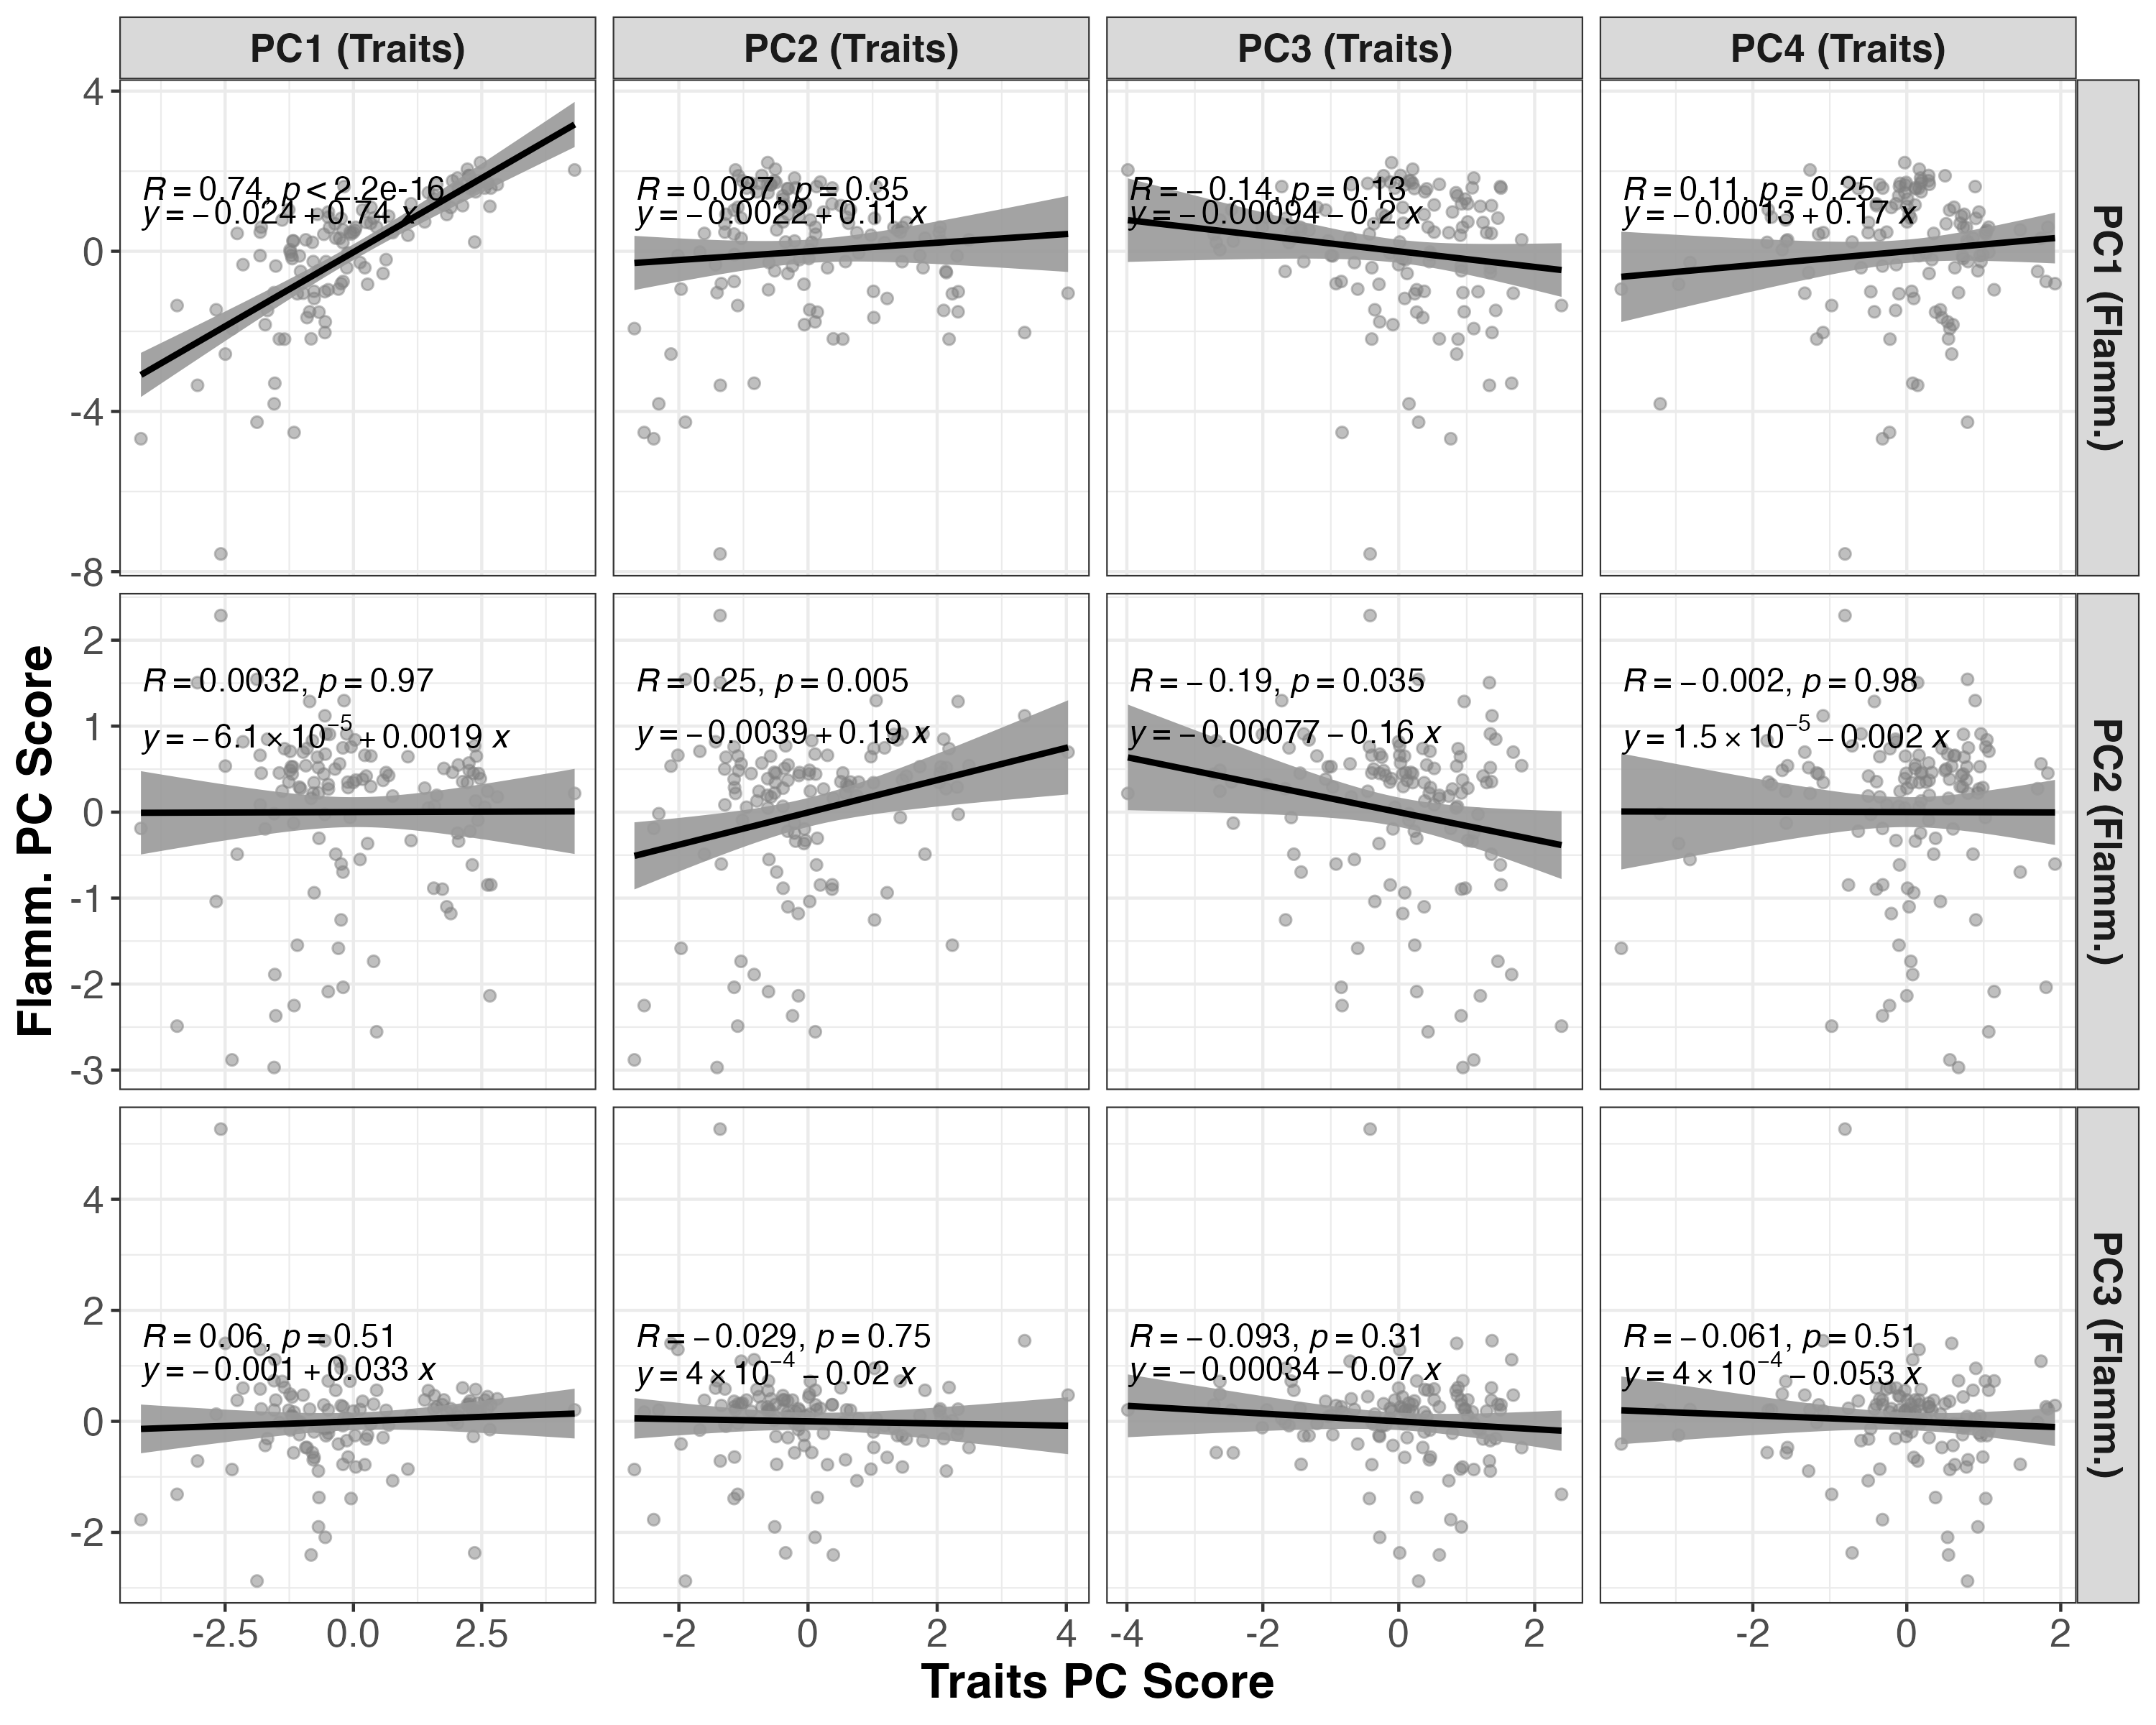 PC1 (Traits)
PC2 (Traits)
PC3 (Traits)
PC4 (Traits)
PC1 (Flamm.)
4
0
-4
-8
R = 0.74, p < 2.2e-16
y = −0.024 + 0.74 x
R = 0.087, p = 0.35
y = −0.0022 + 0.11 x
R = −0.14, p = 0.13
y = −0.00094 − 0.2 x
R = 0.11, p = 0.25
y = −0.0013 + 0.17 x
Flamm. PC Score
PC2 (Flamm.)
2
1
0
-1
-2
-3
R = 0.0032, p = 0.97
y = −6.1 × 10⁻⁵ + 0.0019 x
R = 0.25, p = 0.005
y = −0.0039 + 0.19 x
R = −0.19, p = 0.035
y = −0.00077 − 0.16 x
R = −0.002, p = 0.98
y = 1.5 × 10⁻⁵ − 0.002 x
PC3 (Flamm.)
4
2
0
-2
R = 0.06, p = 0.51
y = −0.001 + 0.033 x
R = −0.029, p = 0.75
y = 4 × 10⁻⁴ − 0.02 x
R = −0.093, p = 0.31
y = −0.00034 − 0.07 x
R = −0.061, p = 0.51
y = 4 × 10⁻⁴ − 0.053 x
-2.5 0.0 2.5
-2 0 2 4
-4 -2 0 2
-2 0 2
Traits PC Score